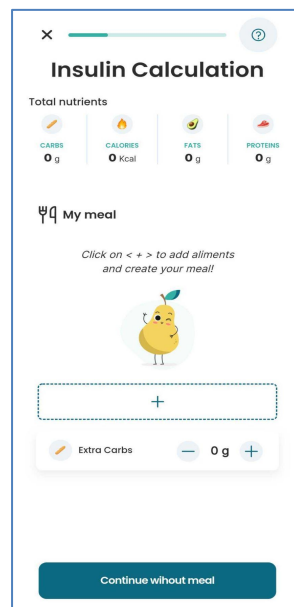 Insulin Calculation
Total nutrients
CARBS CALORIES FATS PROTEINS
0 g 0 Kcal 0 g 0 g
My meal
Click on < + > to add aliments
and create your meal!
+
Extra Carbs — 0 g +
Continue wihout meal